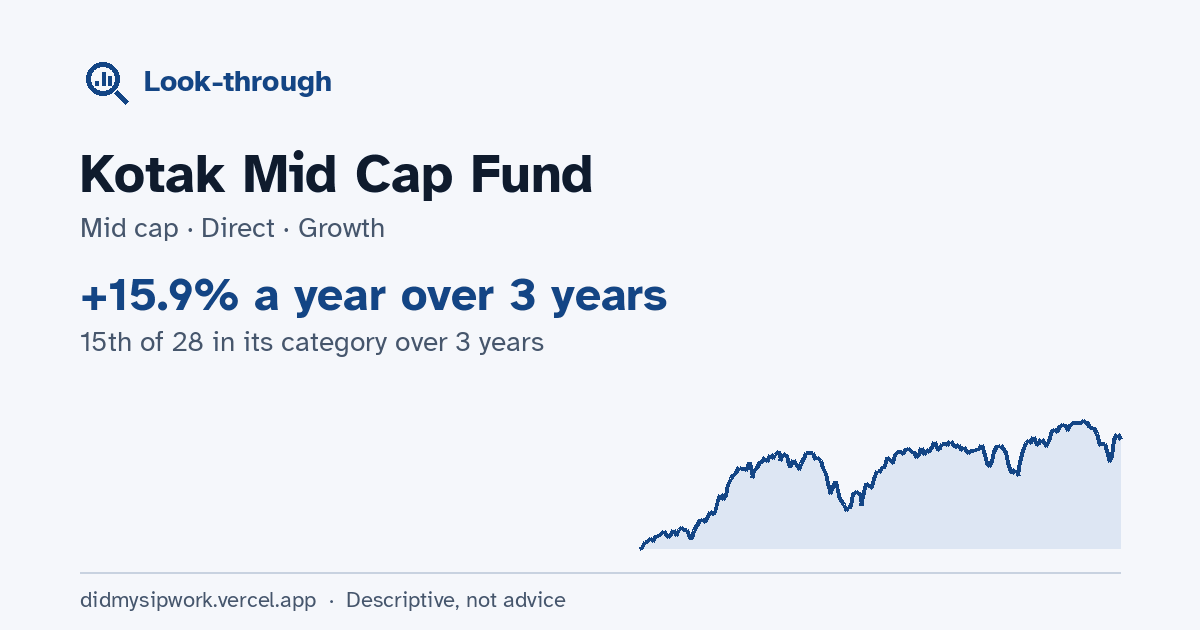 Look-through
Kotak Mid Cap Fund
Mid cap · Direct · Growth
+15.9% a year over 3 years
15th of 28 in its category over 3 years
didmysipwork.vercel.app · Descriptive, not advice